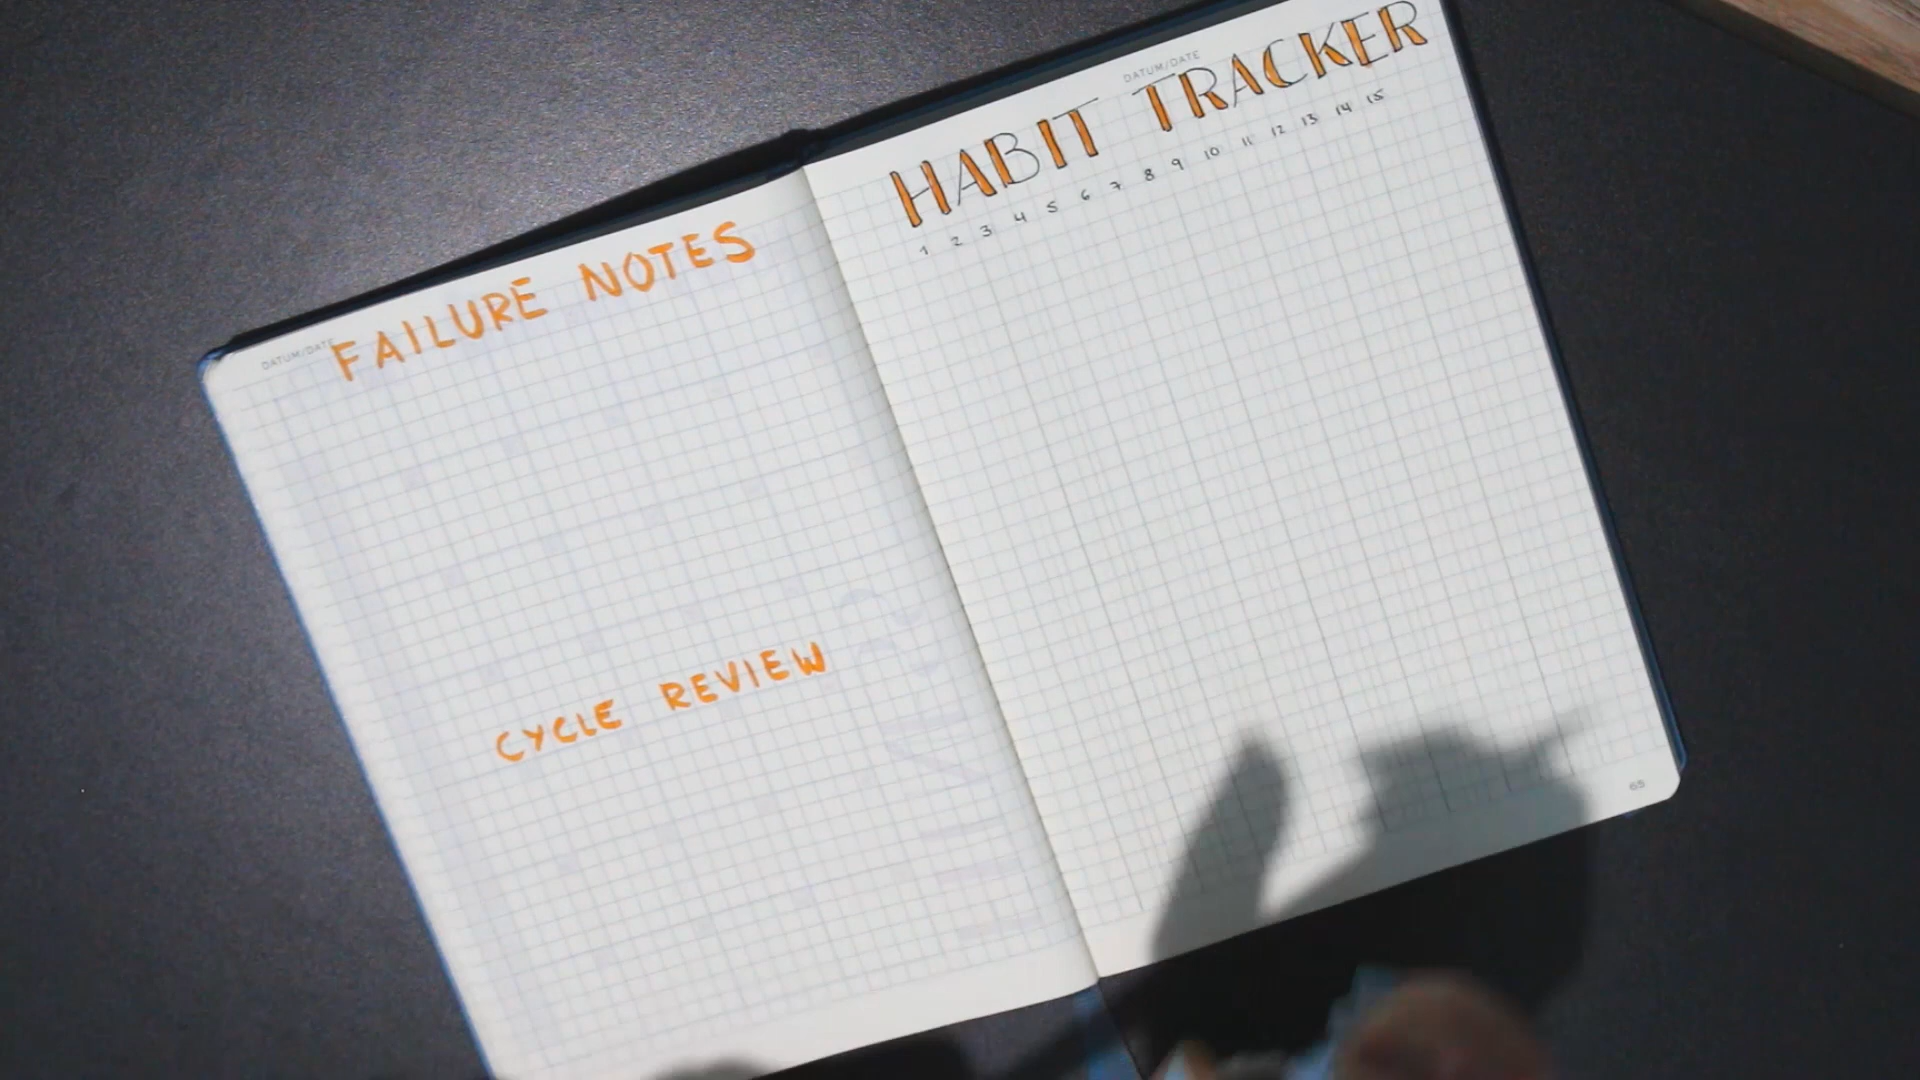 DATUM/DATE
FAILURE NOTES
CYCLE REVIEW
DATUM/DATE
HABIT TRACKER
1 2 3 4 5 6 7 8 9 10 11 12 13 14 15
65